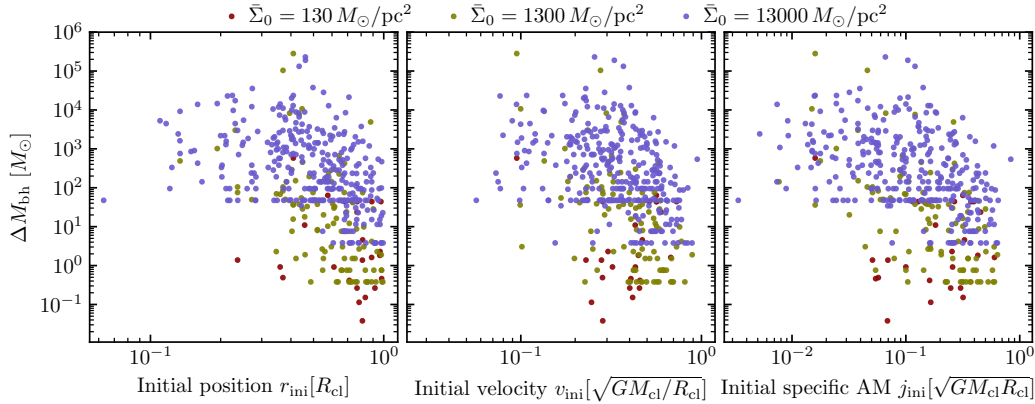 Σ̄₀ = 130 M⊙/pc² Σ̄₀ = 1300 M⊙/pc² Σ̄₀ = 13000 M⊙/pc²
10⁶
10⁵
10⁴
10³
10²
10¹
10⁰
10⁻¹
ΔM_bh [M⊙]
10⁻¹ 10⁰ 10⁻¹ 10⁰ 10⁻² 10⁻¹ 10⁰
Initial position r_ini[R_cl] Initial velocity v_ini[√(GM_cl/R_cl)] Initial specific AM j_ini[√(GM_clR_cl)]